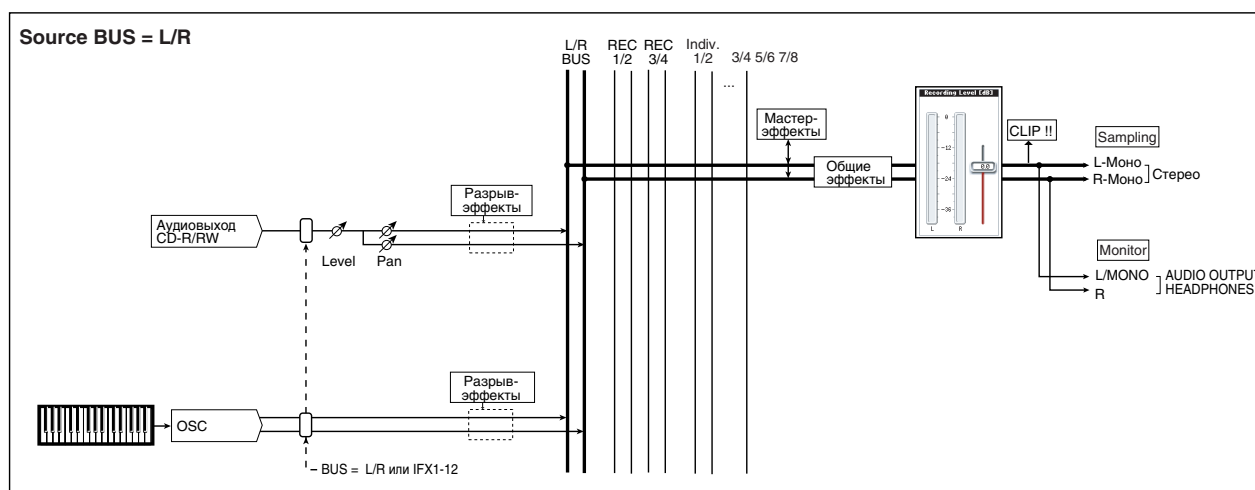 Source BUS = L/R
L/R
BUS
REC
1/2
REC
3/4
Indiv.
1/2
3/4 5/6 7/8
...
Recording Level [dB]
0
-12
-24
-36
L
R
0.0
Мастер-
эффекты
Общие
эффекты
CLIP !!
Sampling
L-Моно
R-Моно
Стерео
Разрыв-
эффекты
Аудиовыход
CD-R/RW
Level
Pan
Monitor
L/MONO
R
AUDIO OUTPUT
HEADPHONES
Разрыв-
эффекты
OSC
BUS = L/R или IFX1-12